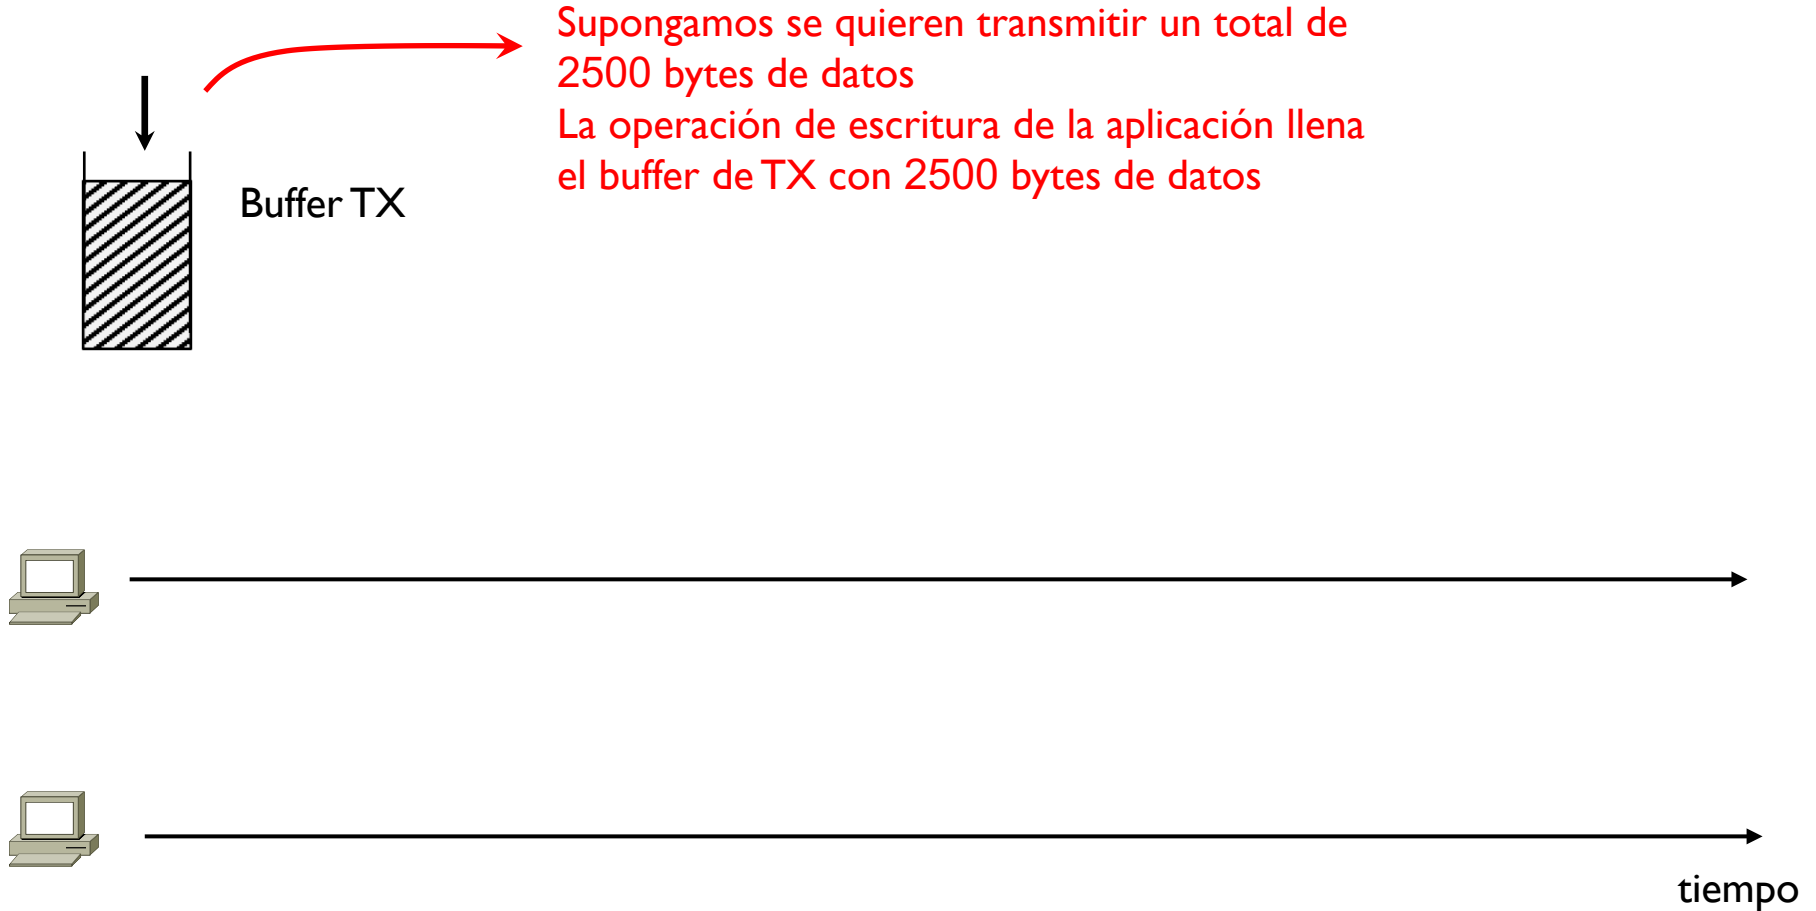 Supongamos se quieren transmitir un total de
2500 bytes de datos
La operación de escritura de la aplicación llena
el buffer de TX con 2500 bytes de datos
Buffer TX
tiempo